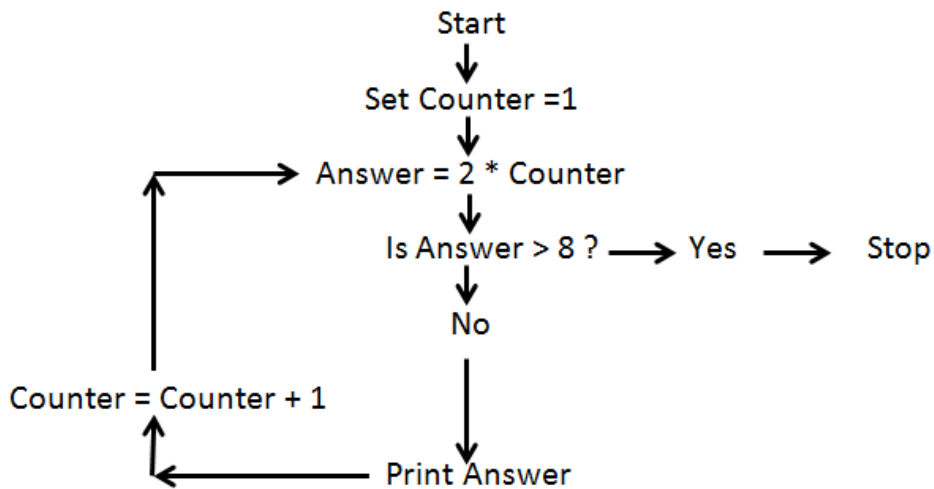 Start
Set Counter =1
Answer = 2 * Counter
Is Answer > 8 ? Yes Stop
No
Counter = Counter + 1
Print Answer